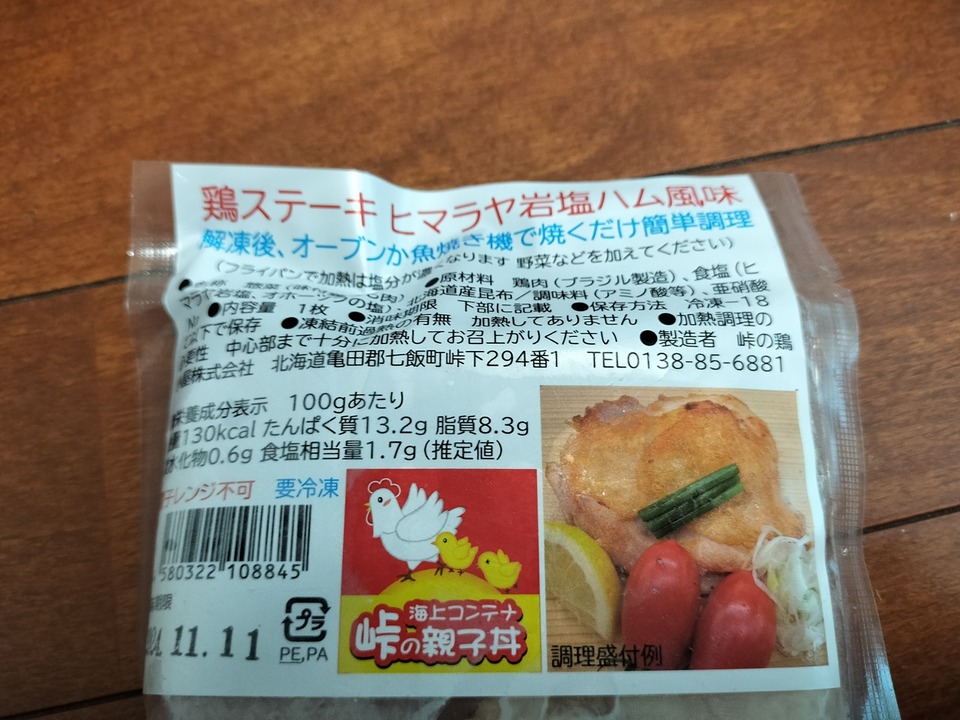 鶏ステーキ ヒマラヤ岩塩ハム風味
解凍後、オーブンか魚焼き機で焼くだけ簡単調理
(フライパンで加熱は塩分が濃くなります 野菜などを加えてください)
●原材料 鶏肉(ブラジル製造)、食塩(ヒ
マラヤ岩塩、オホーツクの塩)、北海道産昆布/調味料(アミノ酸等)、亜硝酸
●内容量 1枚 ●消味期限 下部に記載 ●保存方法 冷凍-18
以下で保存 ●凍結前過熱の有無 加熱してありません ●加熱調理の
必要性 中心部まで十分に加熱してお召上がりください ●製造者 峠の鶏
株式会社 北海道亀田郡七飯町峠下294番1 TEL0138-85-6881
栄養成分表示 100gあたり
130kcal たんぱく質13.2g 脂質8.3g
化物0.6g 食塩相当量1.7g(推定値)
レンジ不可 要冷凍
580322 108845
期限
11.11
プラ
PE,PA
海上コンテナ
峠の親子丼
調理盛付例